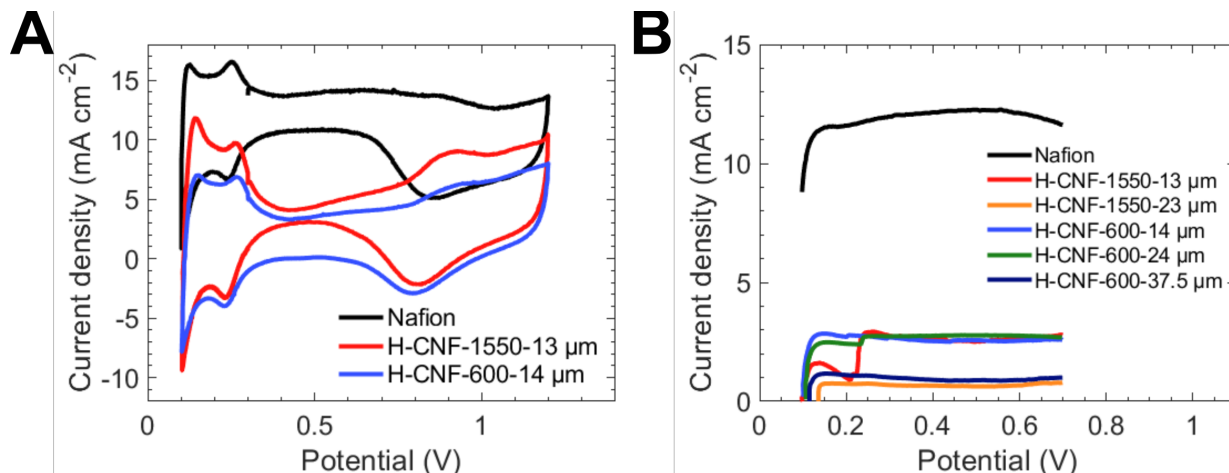 A
Current density (mA cm⁻²)
15
10
5
0
-5
-10
0
0.5
1
Potential (V)
Nafion
H-CNF-1550-13 µm
H-CNF-600-14 µm
B
Current density (mA cm⁻²)
15
10
5
0
0
0.2
0.4
0.6
0.8
1
Potential (V)
Nafion
H-CNF-1550-13 µm
H-CNF-1550-23 µm
H-CNF-600-14 µm
H-CNF-600-24 µm
H-CNF-600-37.5 µm